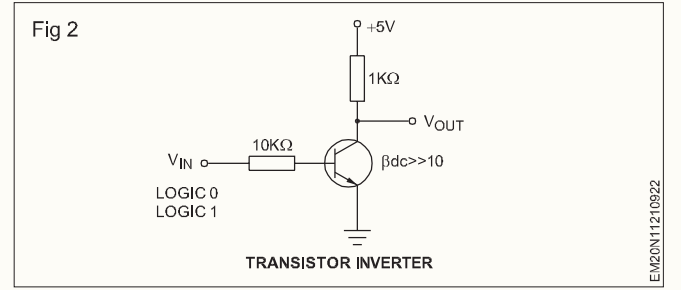 Fig 2
+5V
1KΩ
VOUT
10KΩ
VIN
βdc>>10
LOGIC 0
LOGIC 1
TRANSISTOR INVERTER
EM20N11210922